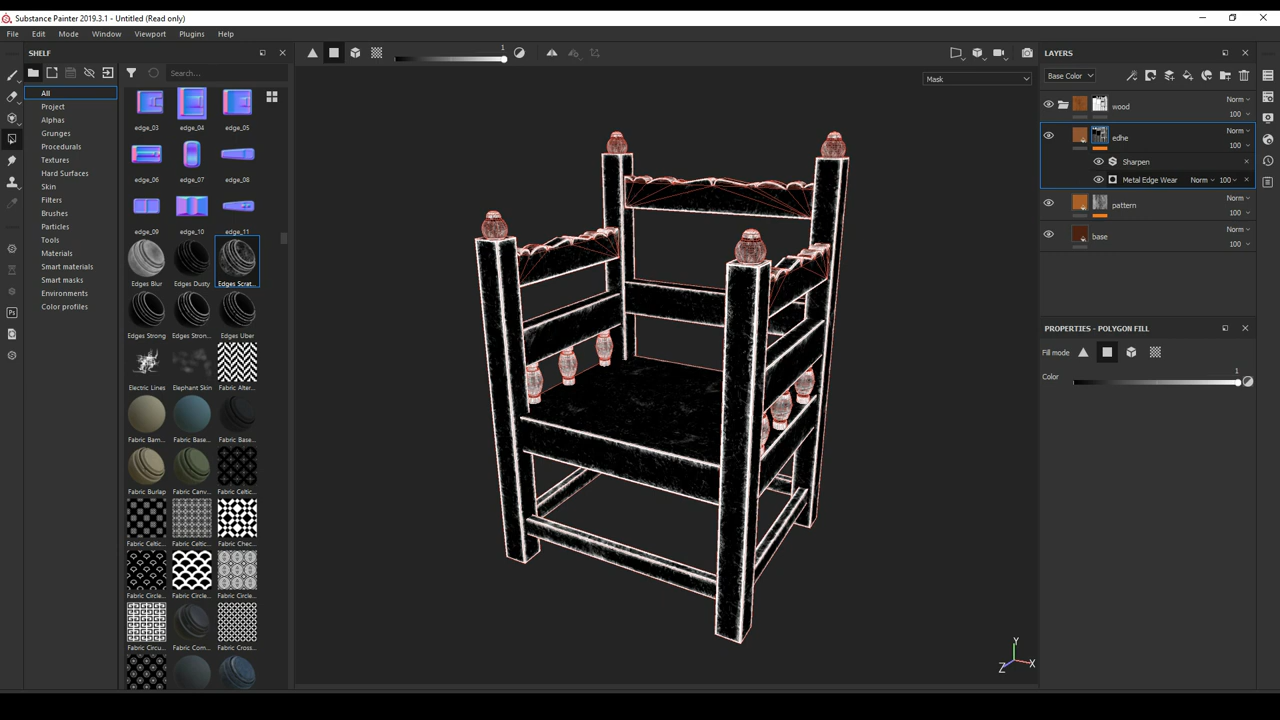 Substance Painter 2019.3.1 - Untitled (Read only)
File Edit Mode Window Viewport Plugins Help
SHELF
Search...
All
Project
Alphas
Grunges
Procedurals
Textures
Hard Surfaces
Skin
Filters
Brushes
Particles
Tools
Materials
Smart materials
Smart masks
Environments
Color profiles
edge_03 edge_04 edge_05
edge_06 edge_07 edge_08
edge_09 edge_10 edge_11
Edges Blur Edges Dusty Edges Scrat...
Edges Strong Edges Stron... Edges Uber
Electric Lines Elephant Skin Fabric Alter...
Fabric Bam... Fabric Base... Fabric Base...
Fabric Burlap Fabric Canv... Fabric Celtic...
Fabric Celtic... Fabric Celtic... Fabric Chec...
Fabric Circle... Fabric Circle... Fabric Circle...
Fabric Circu... Fabric Com... Fabric Cross...
1
Mask
Y
X
Z
LAYERS
Base Color
wood Norm
100
edhe Norm
100
Sharpen
Metal Edge Wear Norm 100
pattern Norm
100
base Norm
100
PROPERTIES - POLYGON FILL
Fill mode
Color 1
Ps